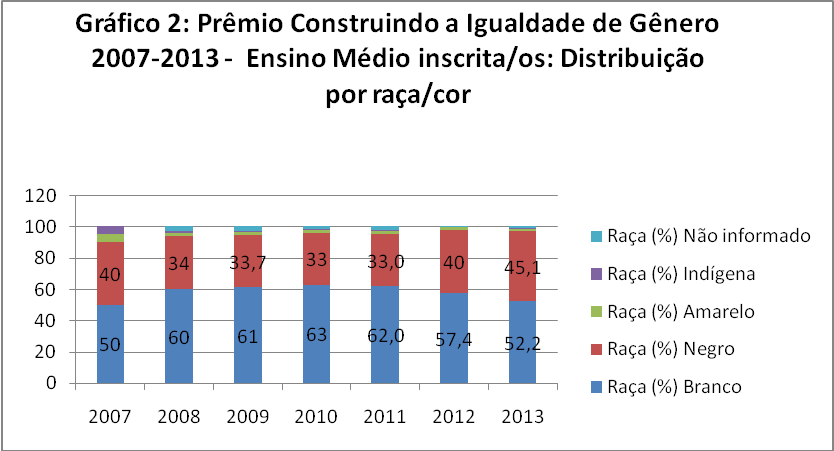 Gráfico 2: Prêmio Construindo a Igualdade de Gênero
2007-2013 - Ensino Médio inscrita/os: Distribuição
por raça/cor
120
100
80
60
40
20
0
40 34 33,7 33 33,0 40 45,1
50 60 61 63 62,0 57,4 52,2
2007 2008 2009 2010 2011 2012 2013
Raça (%) Não informado
Raça (%) Indígena
Raça (%) Amarelo
Raça (%) Negro
Raça (%) Branco